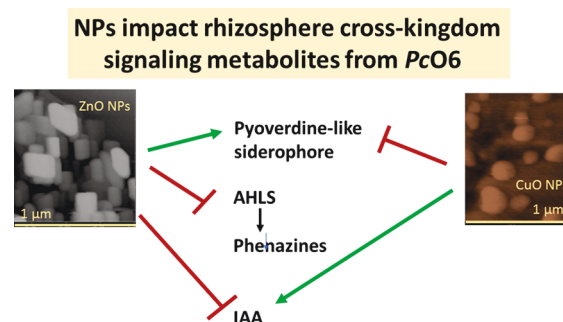 NPs impact rhizosphere cross-kingdom
signaling metabolites from PcO6
ZnO NPs
1 µm
Pyoverdine-like
siderophore
AHLS
Phenazines
IAA
CuO NP
1 µm